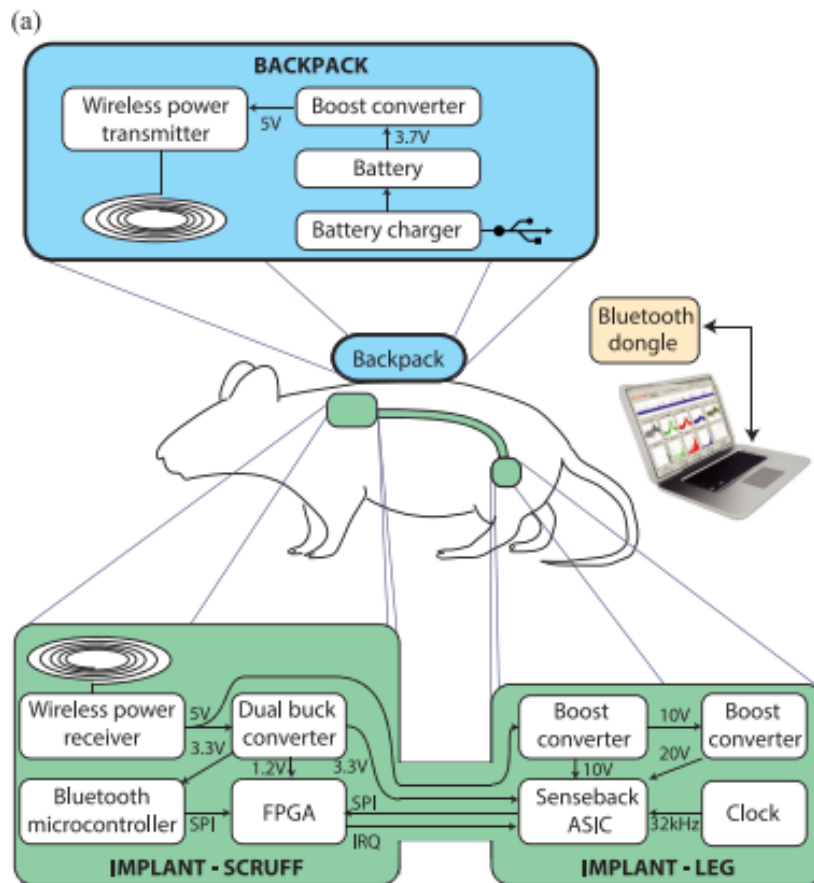 (a)
BACKPACK
Wireless power
transmitter
5V
Boost converter
3.7V
Battery
Battery charger
Backpack
Bluetooth
dongle
Wireless power
receiver
5V
Dual buck
converter
3.3V
1.2V
3.3V
Bluetooth
microcontroller
SPI
FPGA
SPI
IRQ
IMPLANT - SCRUFF
Boost
converter
10V
Boost
converter
10V
20V
Senseback
ASIC
32kHz
Clock
IMPLANT - LEG